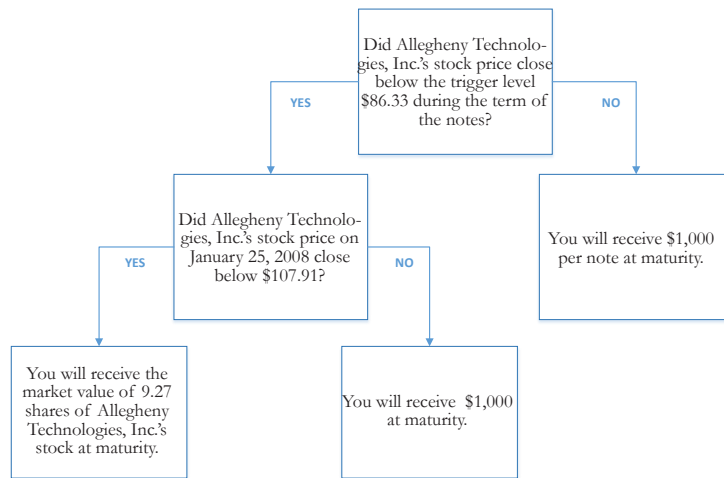 Did Allegheny Technolo-
gies, Inc.'s stock price close
below the trigger level
$86.33 during the term of
the notes?
YES
NO
Did Allegheny Technolo-
gies, Inc.'s stock price on
January 25, 2008 close
below $107.91?
You will receive $1,000
per note at maturity.
YES
NO
You will receive the
market value of 9.27
shares of Allegheny
Technologies, Inc.'s
stock at maturity.
You will receive $1,000
at maturity.